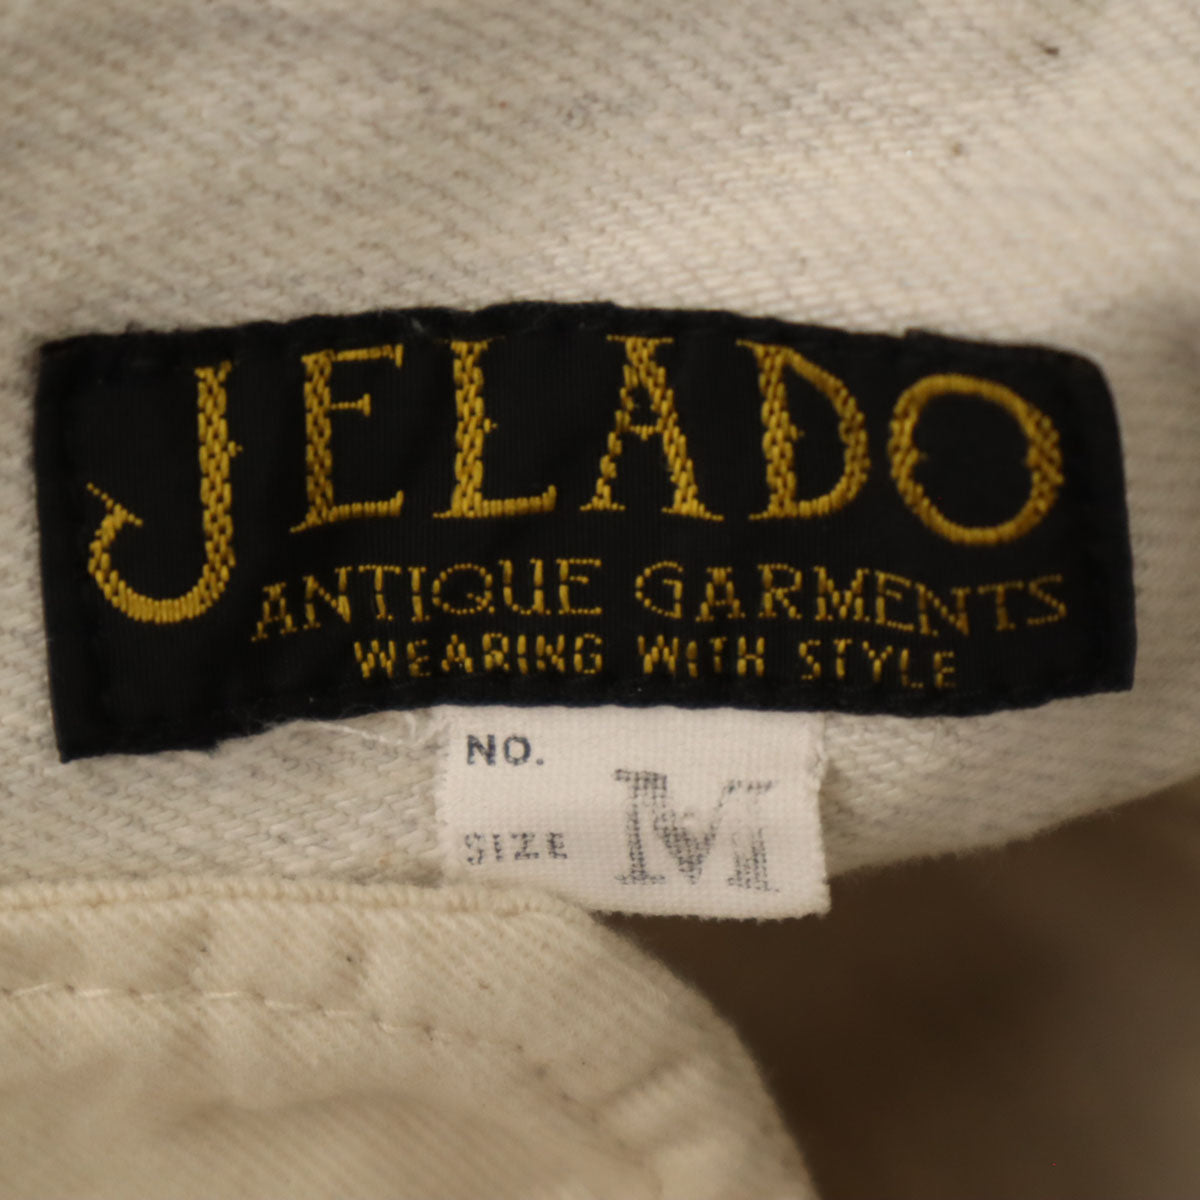 JELADO
ANTIQUE GARMENTS
WEARING WITH STYLE
NO.
SIZE M